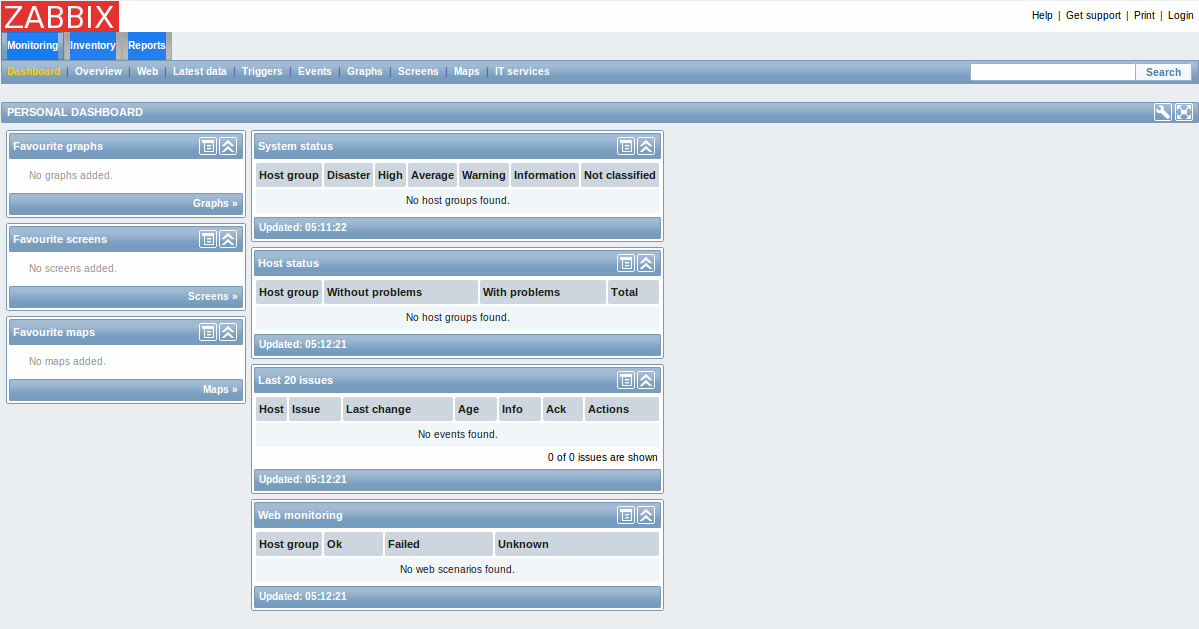 ZABBIX
Help | Get support | Print | Login
Monitoring Inventory Reports
Dashboard | Overview | Web | Latest data | Triggers | Events | Graphs | Screens | Maps | IT services
Search
PERSONAL DASHBOARD
Favourite graphs
No graphs added.
Graphs »
Favourite screens
No screens added.
Screens »
Favourite maps
No maps added.
Maps »
System status
Host group Disaster High Average Warning Information Not classified
No host groups found.
Updated: 05:11:22
Host status
Host group Without problems With problems Total
No host groups found.
Updated: 05:12:21
Last 20 issues
Host Issue Last change Age Info Ack Actions
No events found.
0 of 0 issues are shown
Updated: 05:12:21
Web monitoring
Host group Ok Failed Unknown
No web scenarios found.
Updated: 05:12:21